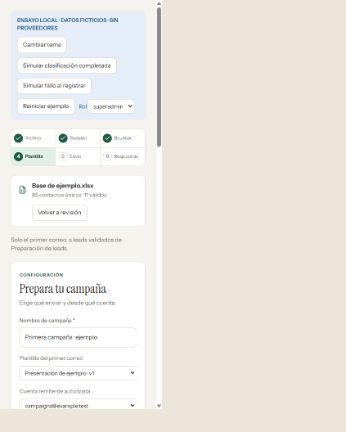 ENSAYO LOCAL · DATOS FICTICIOS · SIN
PROVEEDORES
Cambiar tema
Simular clasificación completada
Simular fallo al registrar
Reiniciar ejemplo Rol superadmin
Archivo Revisión Bouncer
4 Plantilla 5 Envío 6 Respuestas
Base de ejemplo.xlsx
85 contactos únicos · 11 válidos
Volver a revisión
Solo el primer correo, a leads validados de
Preparación de leads.
CONFIGURACIÓN
Prepara tu campaña
Elige qué enviar y desde qué cuenta.
Nombre de campaña *
Primera campaña · ejemplo
Plantilla del primer correo
Presentación de ejemplo · v1
Cuenta remitente autorizada
campaigns@example.test